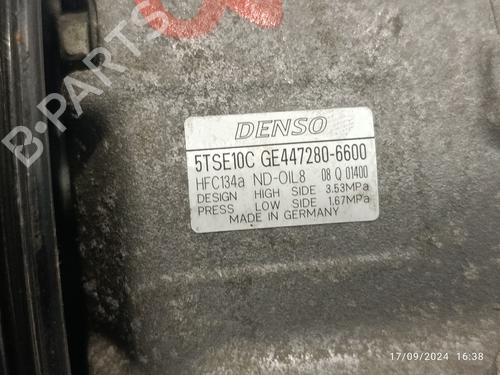 DENSO
5TSE10C GE447280-6600
HFC134a ND-OIL8 08 Q 01400
DESIGN HIGH SIDE 3.53MPa
PRESS LOW SIDE 1.67MPa
MADE IN GERMANY
B-Parts
17/09/2024 16:38